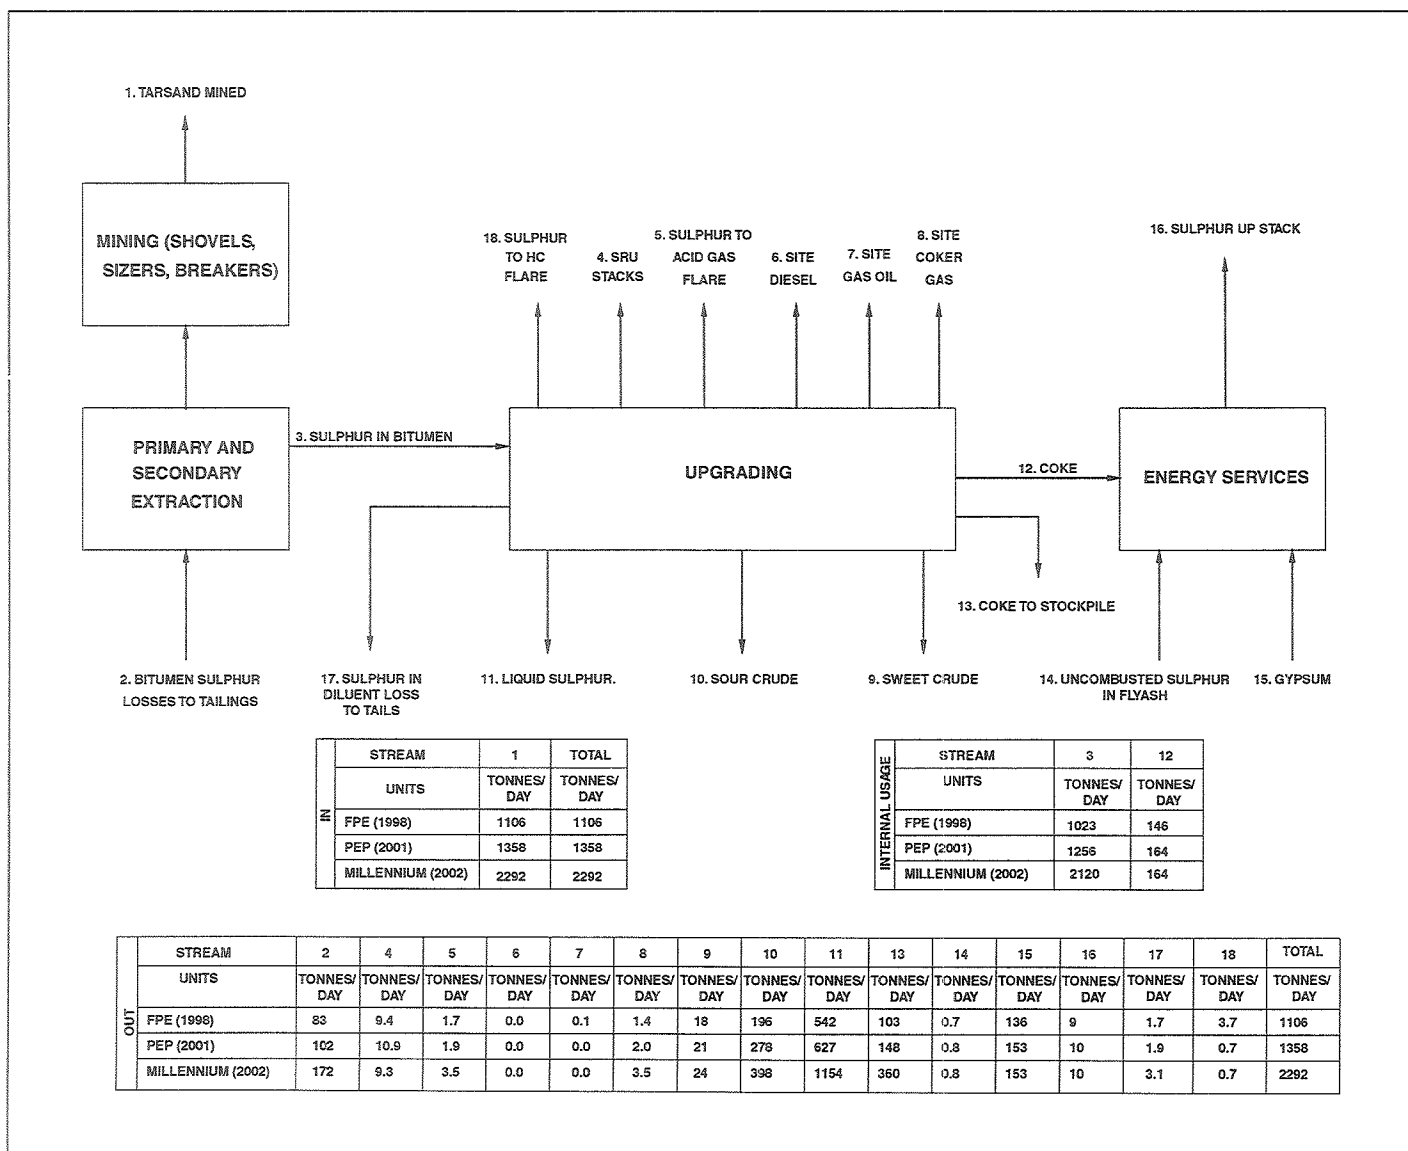 1. TARSAND MINED
MINING (SHOVELS,
SIZERS, BREAKERS)
18. SULPHUR
TO HC
FLARE
4. SRU
STACKS
5. SULPHUR TO
ACID GAS
FLARE
6. SITE
DIESEL
7. SITE
GAS OIL
8. SITE
COKER
GAS
16. SULPHUR UP STACK
PRIMARY AND
SECONDARY
EXTRACTION
3. SULPHUR IN BITUMEN
UPGRADING
12. COKE
ENERGY SERVICES
13. COKE TO STOCKPILE
2. BITUMEN SULPHUR
LOSSES TO TAILINGS
17. SULPHUR IN
DILUENT LOSS
TO TAILS
11. LIQUID SULPHUR.
10. SOUR CRUDE
9. SWEET CRUDE
14. UNCOMBUSTED SULPHUR
IN FLYASH
15. GYPSUM
IN
STREAM 1 TOTAL
UNITS TONNES/ DAY TONNES/ DAY
FPE (1998) 1106 1106
PEP (2001) 1358 1358
MILLENNIUM (2002) 2292 2292
INTERNAL USAGE
STREAM 3 12
UNITS TONNES/ DAY TONNES/ DAY
FPE (1998) 1023 146
PEP (2001) 1256 164
MILLENNIUM (2002) 2120 164
OUT
STREAM 2 4 5 6 7 8 9 10 11 13 14 15 16 17 18 TOTAL
UNITS TONNES/ DAY TONNES/ DAY TONNES/ DAY TONNES/ DAY TONNES/ DAY TONNES/ DAY TONNES/ DAY TONNES/ DAY TONNES/ DAY TONNES/ DAY TONNES/ DAY TONNES/ DAY TONNES/ DAY TONNES/ DAY TONNES/ DAY TONNES/ DAY
FPE (1998) 83 9.4 1.7 0.0 0.1 1.4 18 196 542 103 0.7 136 9 1.7 3.7 1106
PEP (2001) 102 10.9 1.9 0.0 0.0 2.0 21 278 627 148 0.8 153 10 1.9 0.7 1358
MILLENNIUM (2002) 172 9.3 3.5 0.0 0.0 3.5 24 398 1154 360 0.8 153 10 3.1 0.7 2292